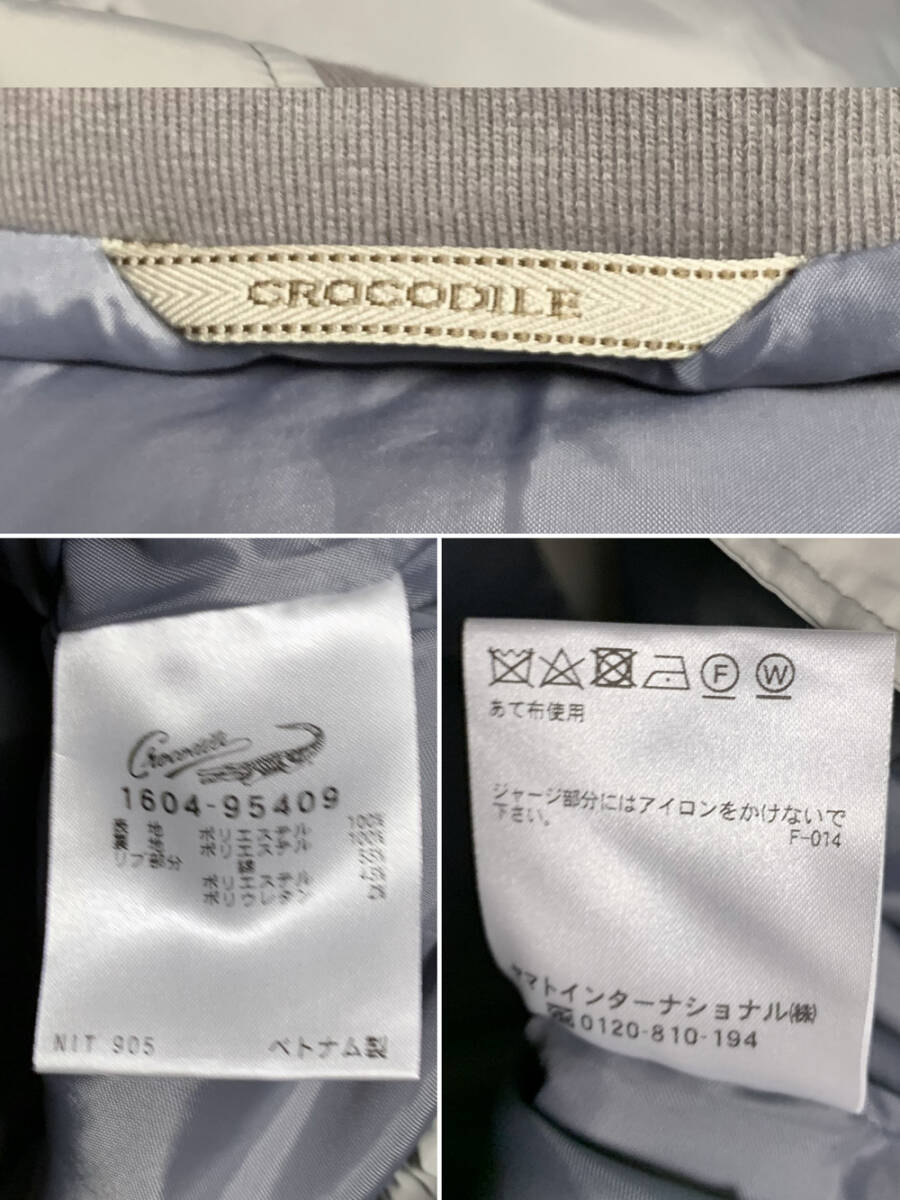 CROCODILE
Crocodile
1604-95409
表地 ポリエステル 100%
裏地 ポリエステル 100%
リブ部分 綿
ポリエステル
ポリウレタン
NIT 905 ベトナム製
F W
あて布使用
ジャージ部分にはアイロンをかけないで
下さい。
F-014
ヤマトインターナショナル㈱
0120-810-194